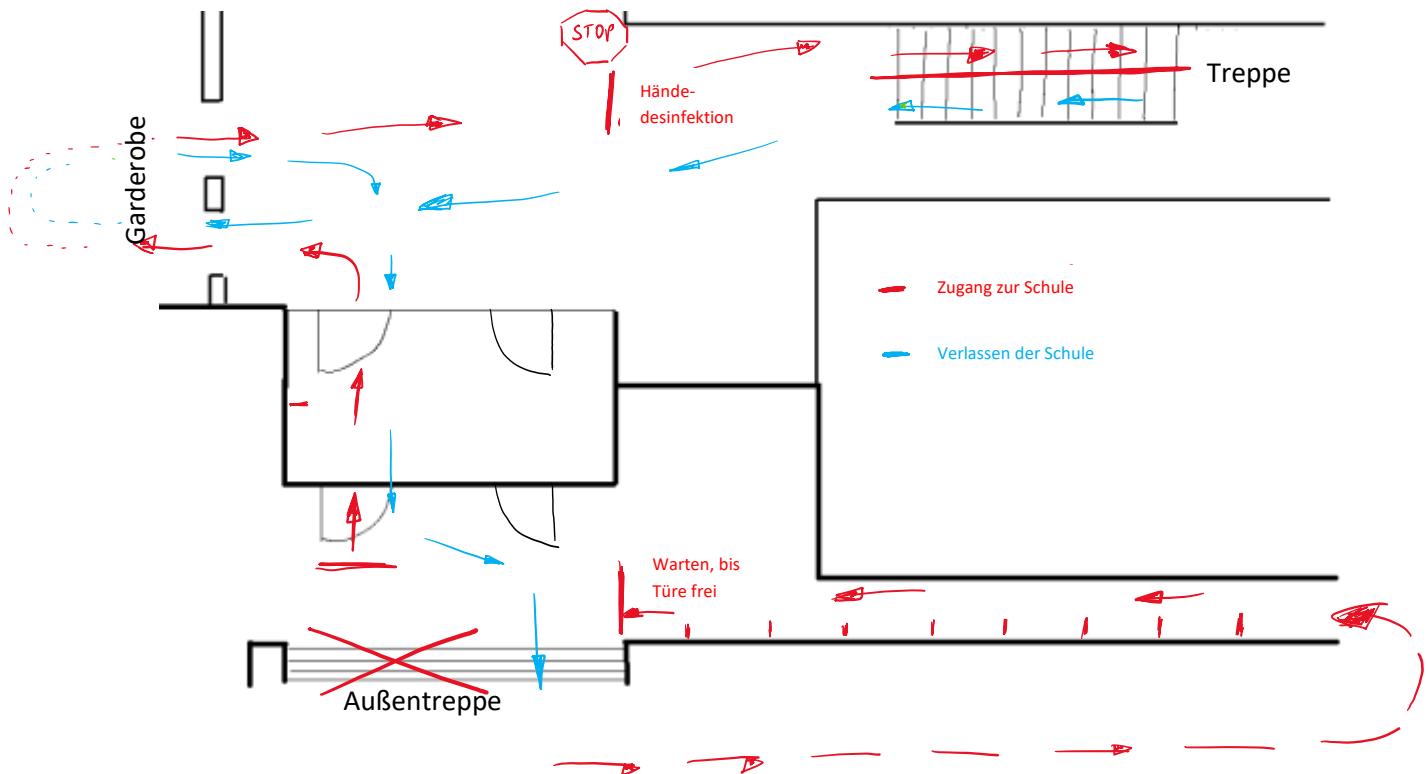 STOP
Treppe
Hände-
desinfektion
Garderobe
Zugang zur Schule
Verlassen der Schule
Warten, bis
Türe frei
Außentreppe